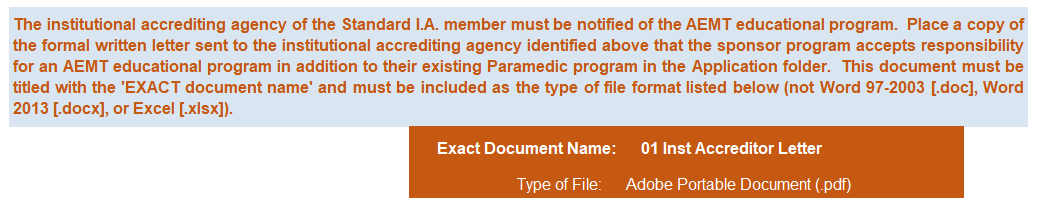 The institutional accrediting agency of the Standard I.A. member must be notified of the AEMT educational program.  Place a copy of
the formal written letter sent to the institutional accrediting agency identified above that the sponsor program accepts responsibility
for an AEMT educational program in addition to their existing Paramedic program in the Application folder.  This document must be
titled with the 'EXACT document name' and must be included as the type of file format listed below (not Word 97-2003 [.doc], Word
2013 [.docx], or Excel [.xlsx]).
Exact Document Name: 01 Inst Accreditor Letter
Type of File: Adobe Portable Document (.pdf)